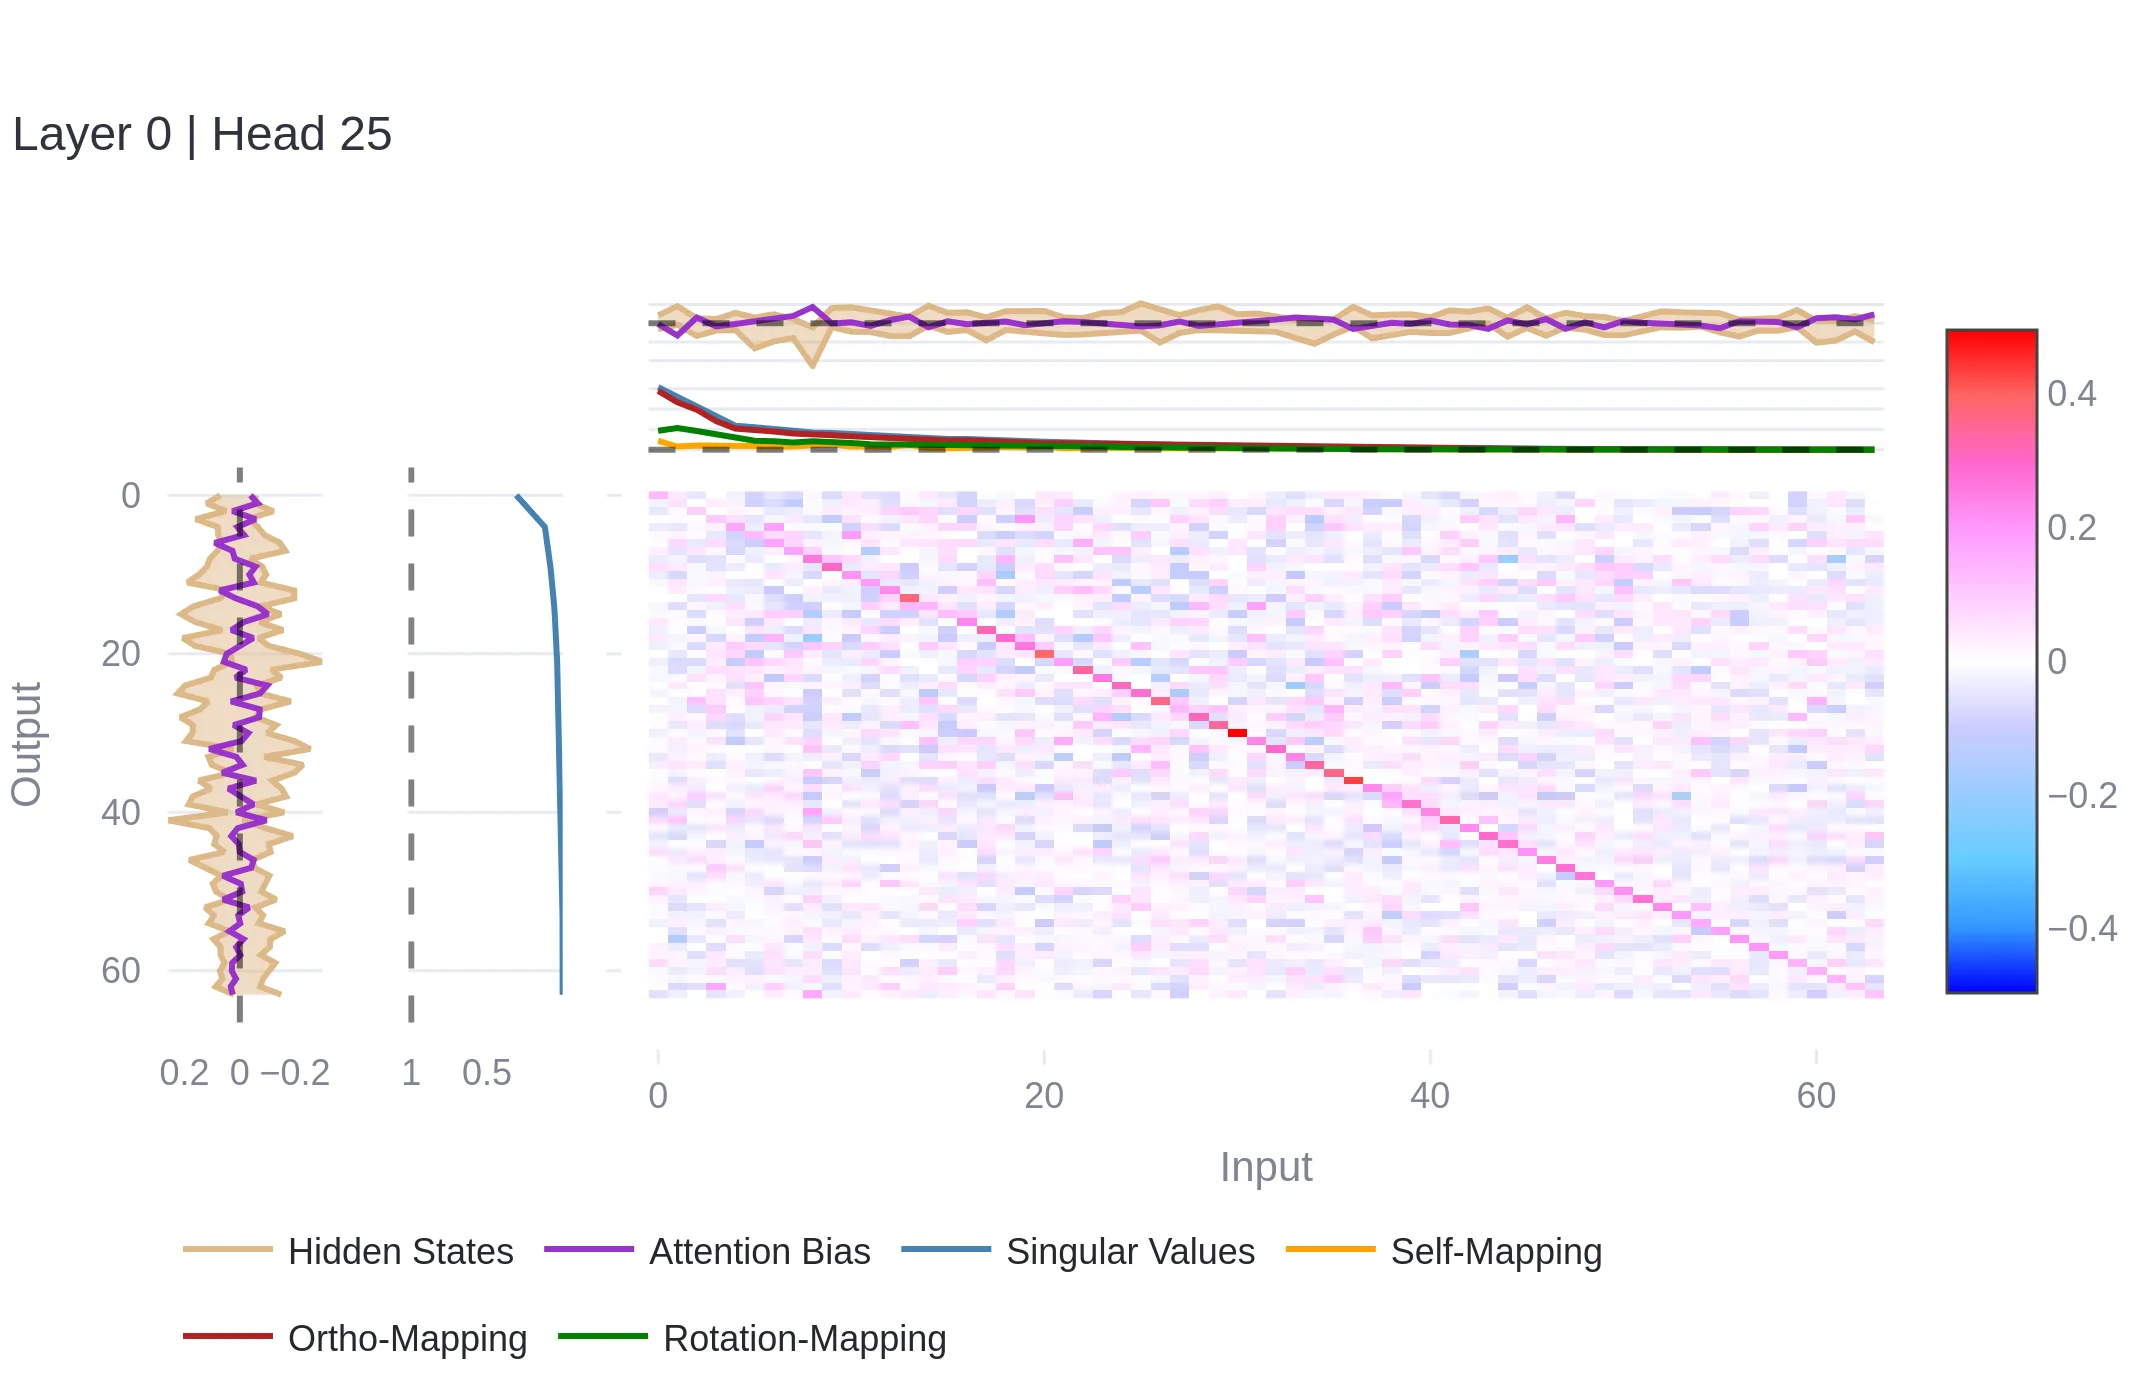 Layer 0 | Head 25
0
20
40
60
Output
0.2 0 −0.2
1 0.5
0 20 40 60
Input
0.4
0.2
0
−0.2
−0.4
Hidden States Attention Bias Singular Values Self-Mapping
Ortho-Mapping Rotation-Mapping